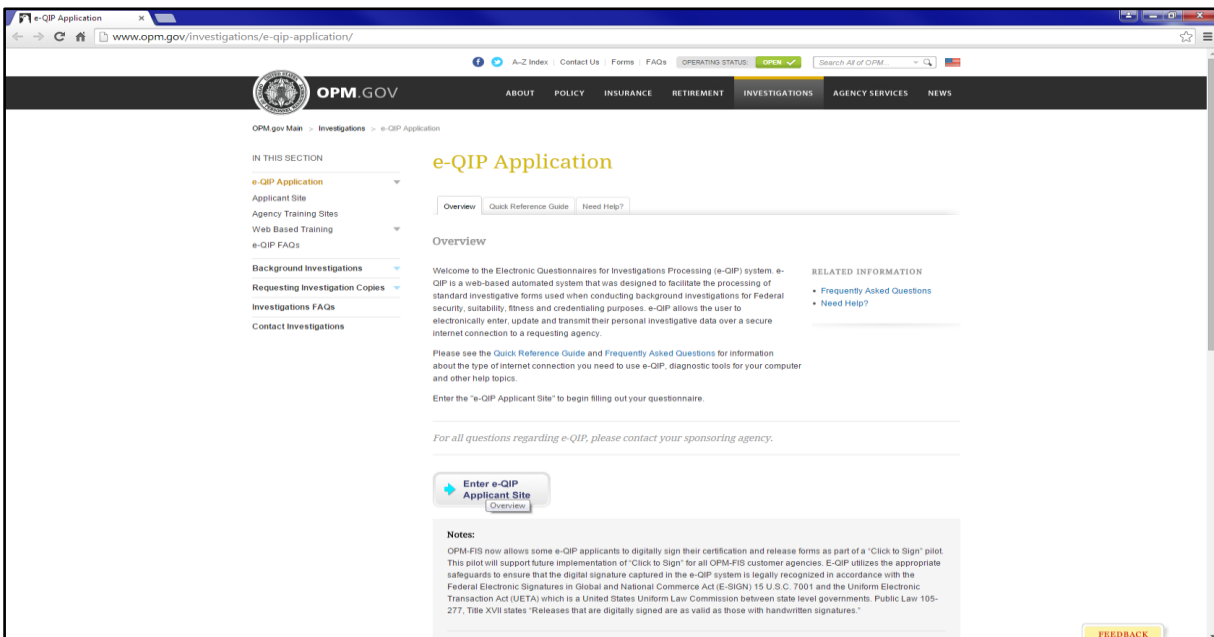 e-QIP Application
www.opm.gov/investigations/e-qip-application/
A–Z Index | Contact Us | Forms | FAQs OPERATING STATUS: OPEN Search All of OPM...
OPM.GOV
ABOUT POLICY INSURANCE RETIREMENT INVESTIGATIONS AGENCY SERVICES NEWS
OPM.gov Main > Investigations > e-QIP Application
IN THIS SECTION
e-QIP Application
Applicant Site
Agency Training Sites
Web Based Training
e-QIP FAQs
Background Investigations
Requesting Investigation Copies
Investigations FAQs
Contact Investigations
e-QIP Application
Overview Quick Reference Guide Need Help?
Overview
Welcome to the Electronic Questionnaires for Investigations Processing (e-QIP) system. e-
QIP is a web-based automated system that was designed to facilitate the processing of
standard investigative forms used when conducting background investigations for Federal
security, suitability, fitness and credentialing purposes. e-QIP allows the user to
electronically enter, update and transmit their personal investigative data over a secure
internet connection to a requesting agency.
Please see the Quick Reference Guide and Frequently Asked Questions for information
about the type of internet connection you need to use e-QIP, diagnostic tools for your computer
and other help topics.
Enter the "e-QIP Applicant Site" to begin filling out your questionnaire.
RELATED INFORMATION
• Frequently Asked Questions
• Need Help?
For all questions regarding e-QIP, please contact your sponsoring agency.
Enter e-QIP
Applicant Site
Overview
Notes:
OPM-FIS now allows some e-QIP applicants to digitally sign their certification and release forms as part of a "Click to Sign" pilot.
This pilot will support future implementation of "Click to Sign" for all OPM-FIS customer agencies. E-QIP utilizes the appropriate
safeguards to ensure that the digital signature captured in the e-QIP system is legally recognized in accordance with the
Federal Electronic Signatures in Global and National Commerce Act (E-SIGN) 15 U.S.C. 7001 and the Uniform Electronic
Transaction Act (UETA) which is a United States Uniform Law Commission between state level governments. Public Law 105-
277, Title XVII states "Releases that are digitally signed are as valid as those with handwritten signatures."
FEEDBACK